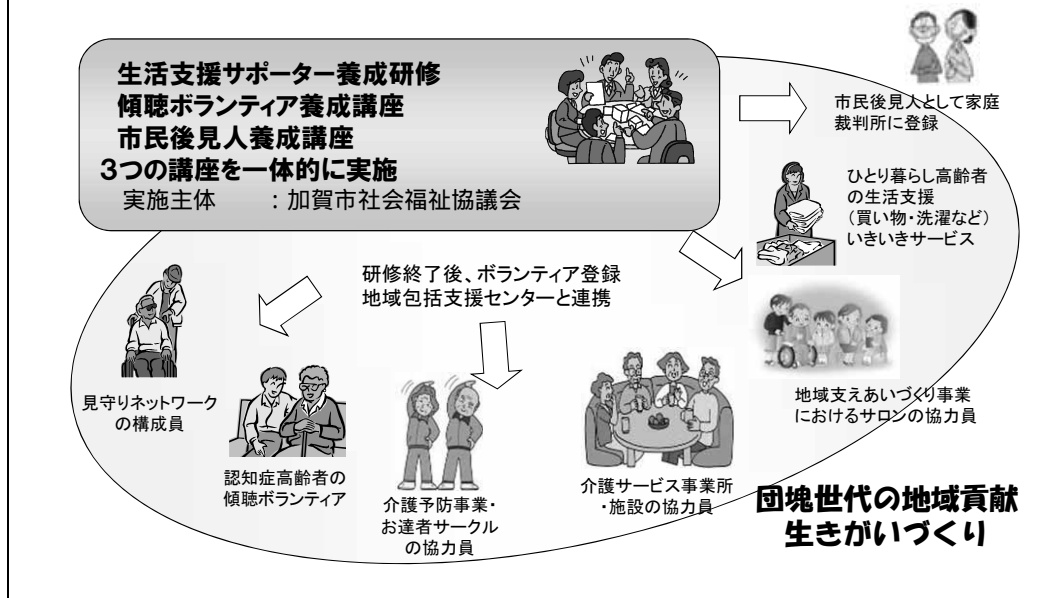 生活支援サポーター養成研修
傾聴ボランティア養成講座
市民後見人養成講座
３つの講座を一体的に実施
実施主体　　：加賀市社会福祉協議会
市民後見人として家庭
裁判所に登録
ひとり暮らし高齢者
の生活支援
（買い物・洗濯など）
いきいきサービス
研修終了後、ボランティア登録
地域包括支援センターと連携
地域支えあいづくり事業
におけるサロンの協力員
見守りネットワーク
の構成員
認知症高齢者の
傾聴ボランティア
介護予防事業・
お達者サークル
の協力員
介護サービス事業所
・施設の協力員
団塊世代の地域貢献
生きがいづくり